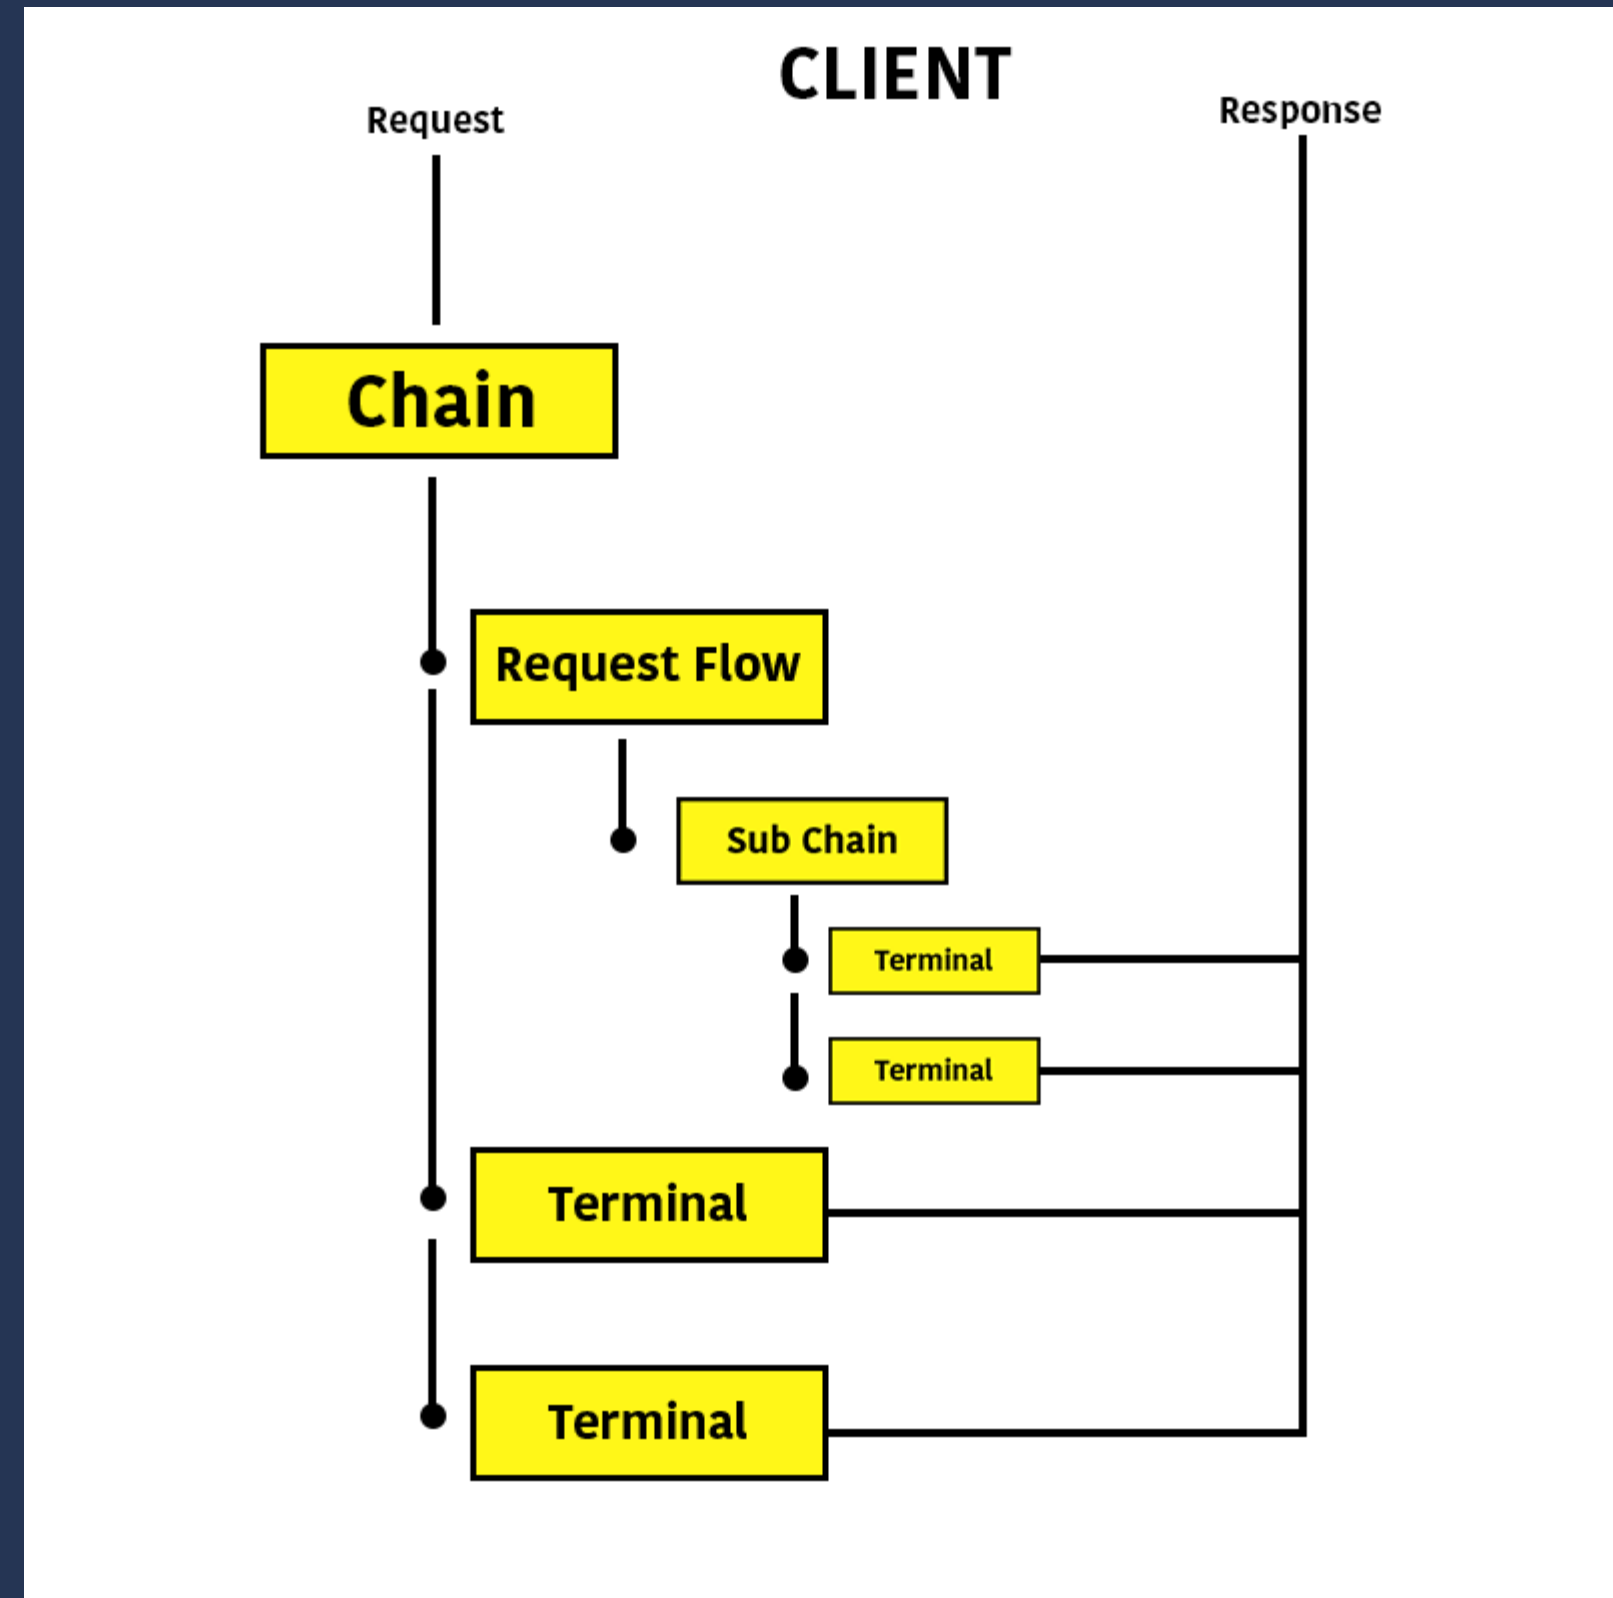 CLIENT
Request
Response
Chain
Request Flow
Sub Chain
Terminal
Terminal
Terminal
Terminal